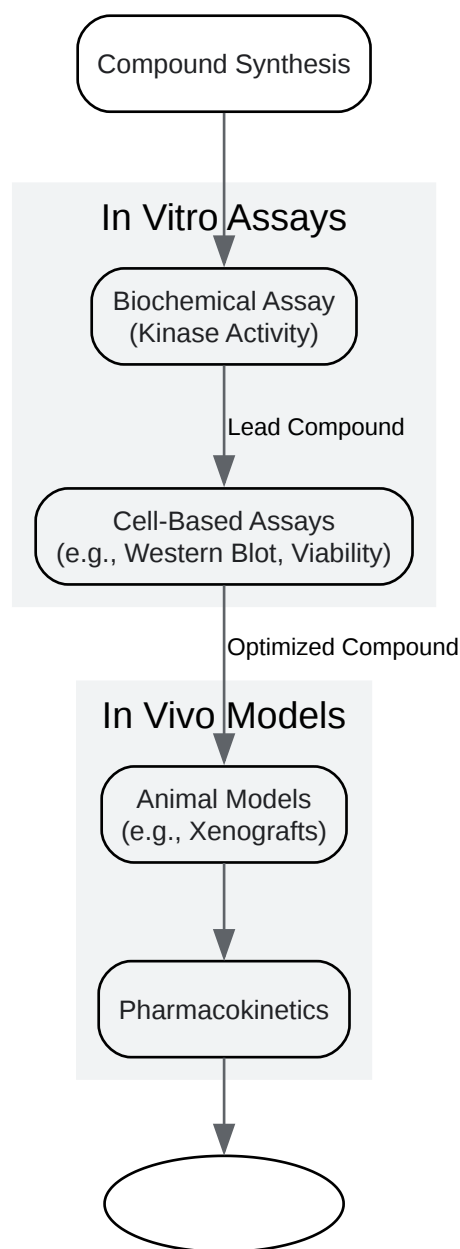 Compound Synthesis
In Vitro Assays
Biochemical Assay
(Kinase Activity)
Lead Compound
Cell-Based Assays
(e.g., Western Blot, Viability)
Optimized Compound
In Vivo Models
Animal Models
(e.g., Xenografts)
Pharmacokinetics